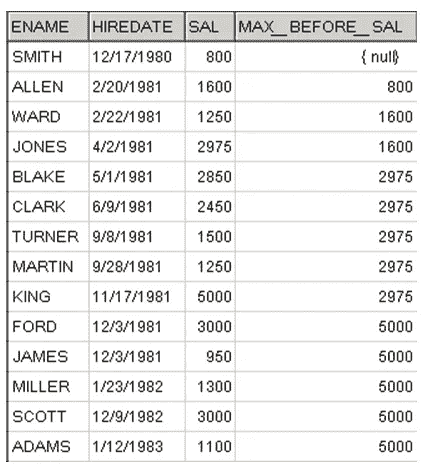 ENAME HIREDATE SAL MAX__BEFORE__SAL
SMITH 12/17/1980 800 { null}
ALLEN 2/20/1981 1600 800
WARD 2/22/1981 1250 1600
JONES 4/2/1981 2975 1600
BLAKE 5/1/1981 2850 2975
CLARK 6/9/1981 2450 2975
TURNER 9/8/1981 1500 2975
MARTIN 9/28/1981 1250 2975
KING 11/17/1981 5000 2975
FORD 12/3/1981 3000 5000
JAMES 12/3/1981 950 5000
MILLER 1/23/1982 1300 5000
SCOTT 12/9/1982 3000 5000
ADAMS 1/12/1983 1100 5000